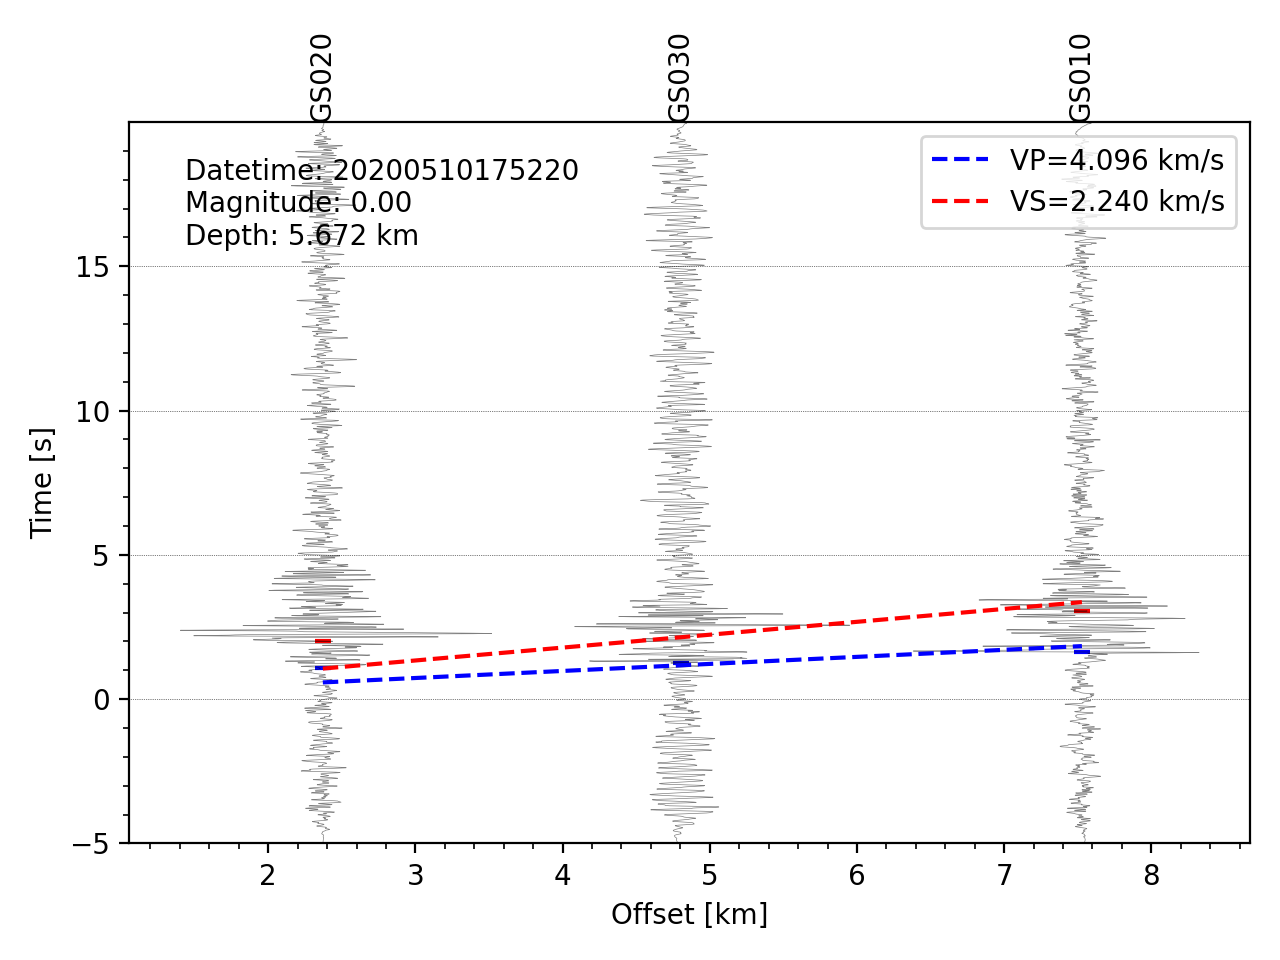 GS020
GS030
GS010
Datetime: 20200510175220
Magnitude: 0.00
Depth: 5.672 km
VP=4.096 km/s
VS=2.240 km/s
15
10
5
0
−5
Time [s]
2
3
4
5
6
7
8
Offset [km]